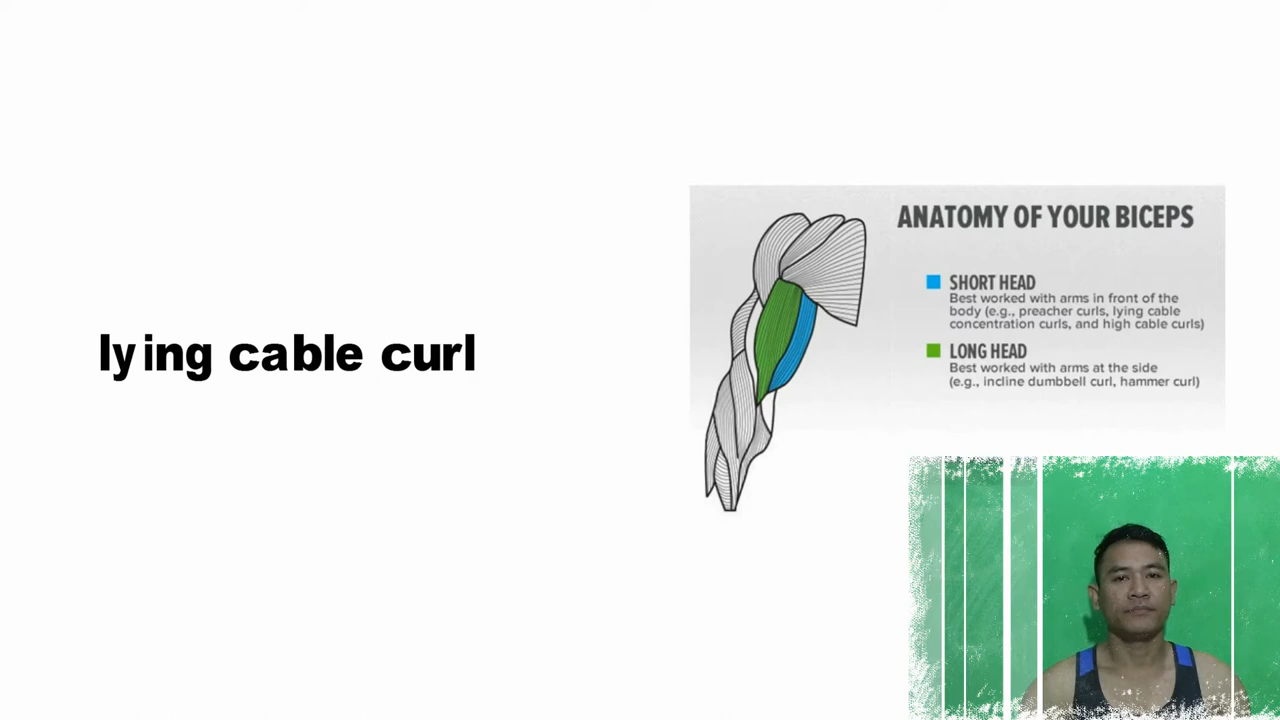 lying cable curl
ANATOMY OF YOUR BICEPS
SHORT HEAD
Best worked with arms in front of the
body (e.g., preacher curls, lying cable
concentration curls, and high cable curls)
LONG HEAD
Best worked with arms at the side
(e.g., incline dumbbell curl, hammer curl)